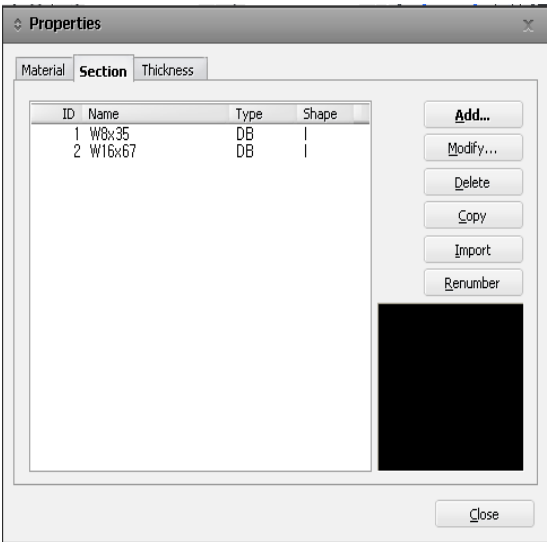 Properties
Material Section Thickness
ID Name Type Shape
1 W8x35 DB I
2 W16x67 DB I
Add...
Modify...
Delete
Copy
Import
Renumber
Close